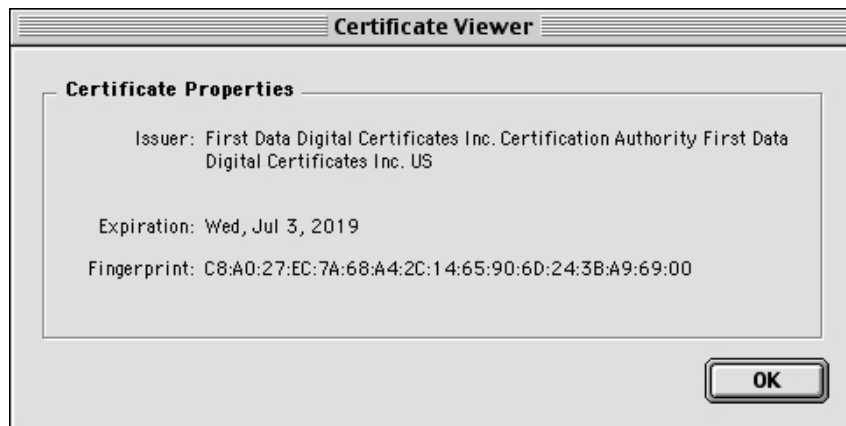 Certificate Viewer
Certificate Properties
Issuer: First Data Digital Certificates Inc. Certification Authority First Data
Digital Certificates Inc. US
Expiration: Wed, Jul 3, 2019
Fingerprint: C8:A0:27:EC:7A:68:A4:2C:14:65:90:6D:24:3B:A9:69:00
OK